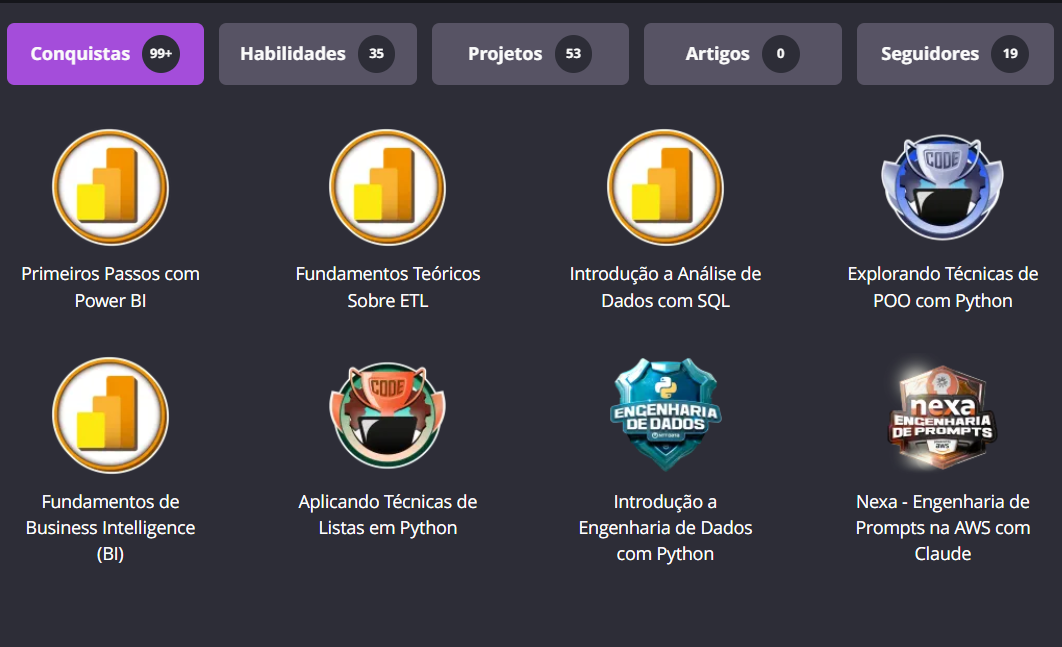 Conquistas 99+
Habilidades 35
Projetos 53
Artigos 0
Seguidores 19
CODE
Primeiros Passos com
Power BI
Fundamentos Teóricos
Sobre ETL
Introdução a Análise de
Dados com SQL
Explorando Técnicas de
POO com Python
CODE
ENGENHARIA
DE DADOS
nexa
ENGENHARIA
DE PROMPTS
aws
Fundamentos de
Business Intelligence
(BI)
Aplicando Técnicas de
Listas em Python
Introdução a
Engenharia de Dados
com Python
Nexa - Engenharia de
Prompts na AWS com
Claude